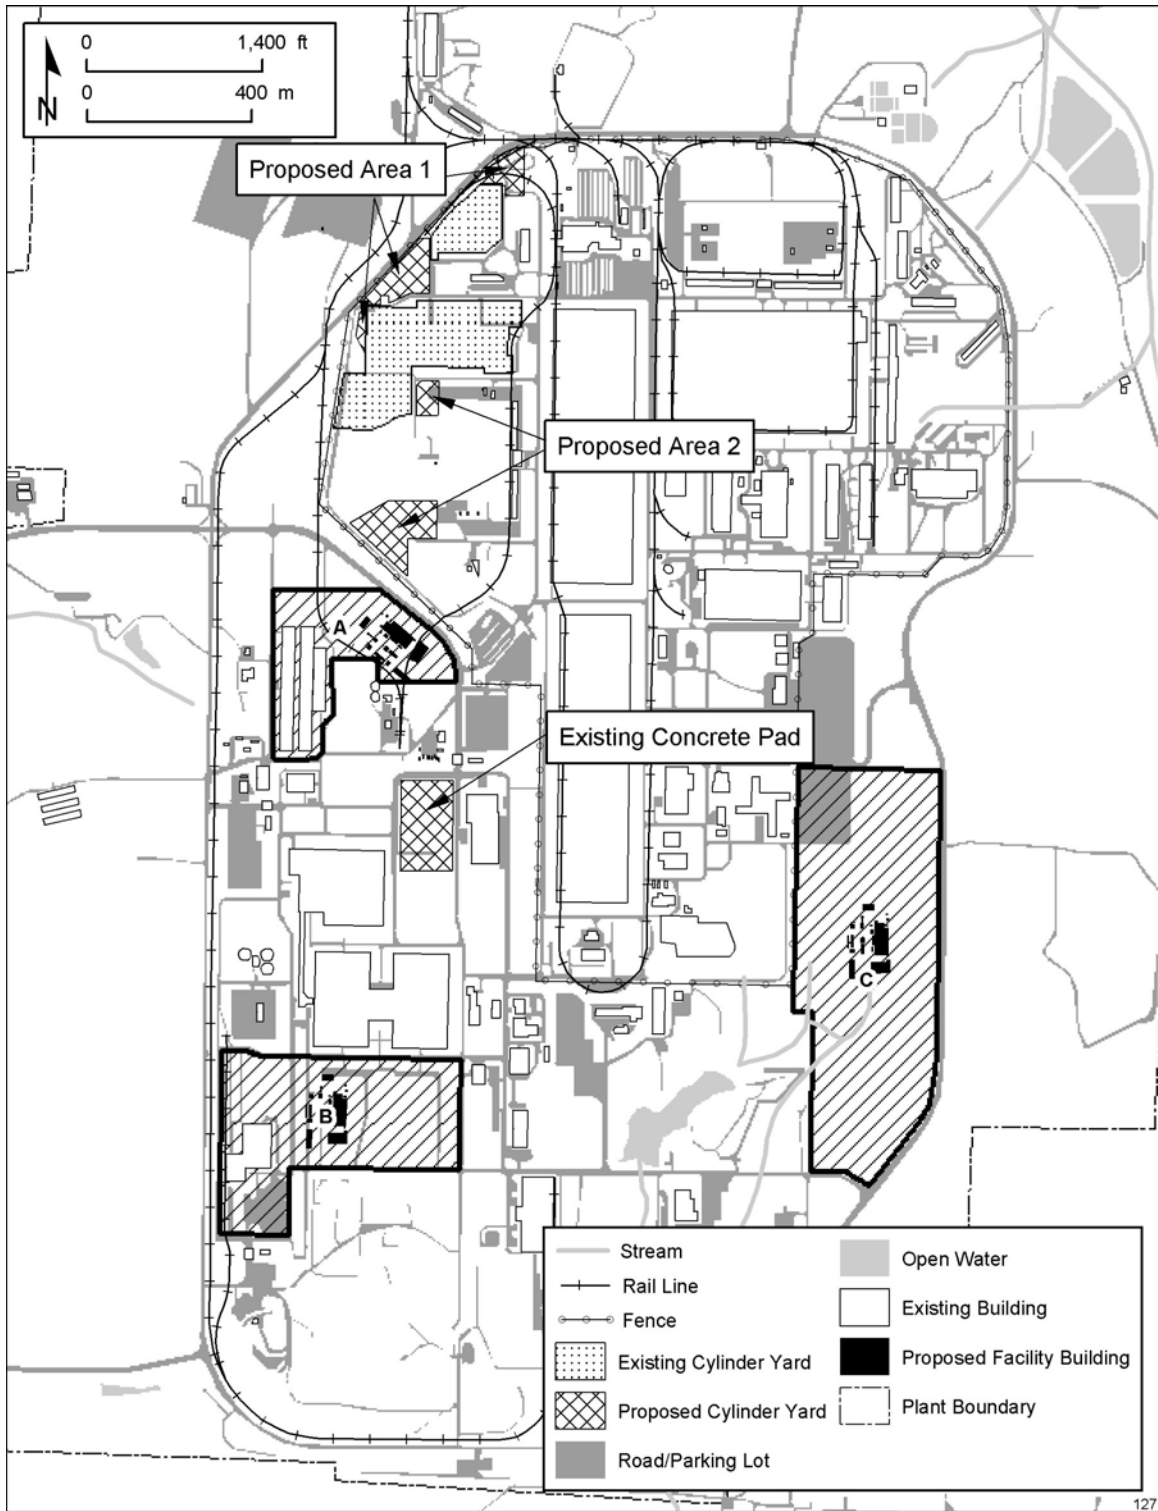 0 1,400 ft
0 400 m
N
Proposed Area 1
Proposed Area 2
A
Existing Concrete Pad
C
B
Stream
Rail Line
Fence
Existing Cylinder Yard
Proposed Cylinder Yard
Road/Parking Lot
Open Water
Existing Building
Proposed Facility Building
Plant Boundary
127